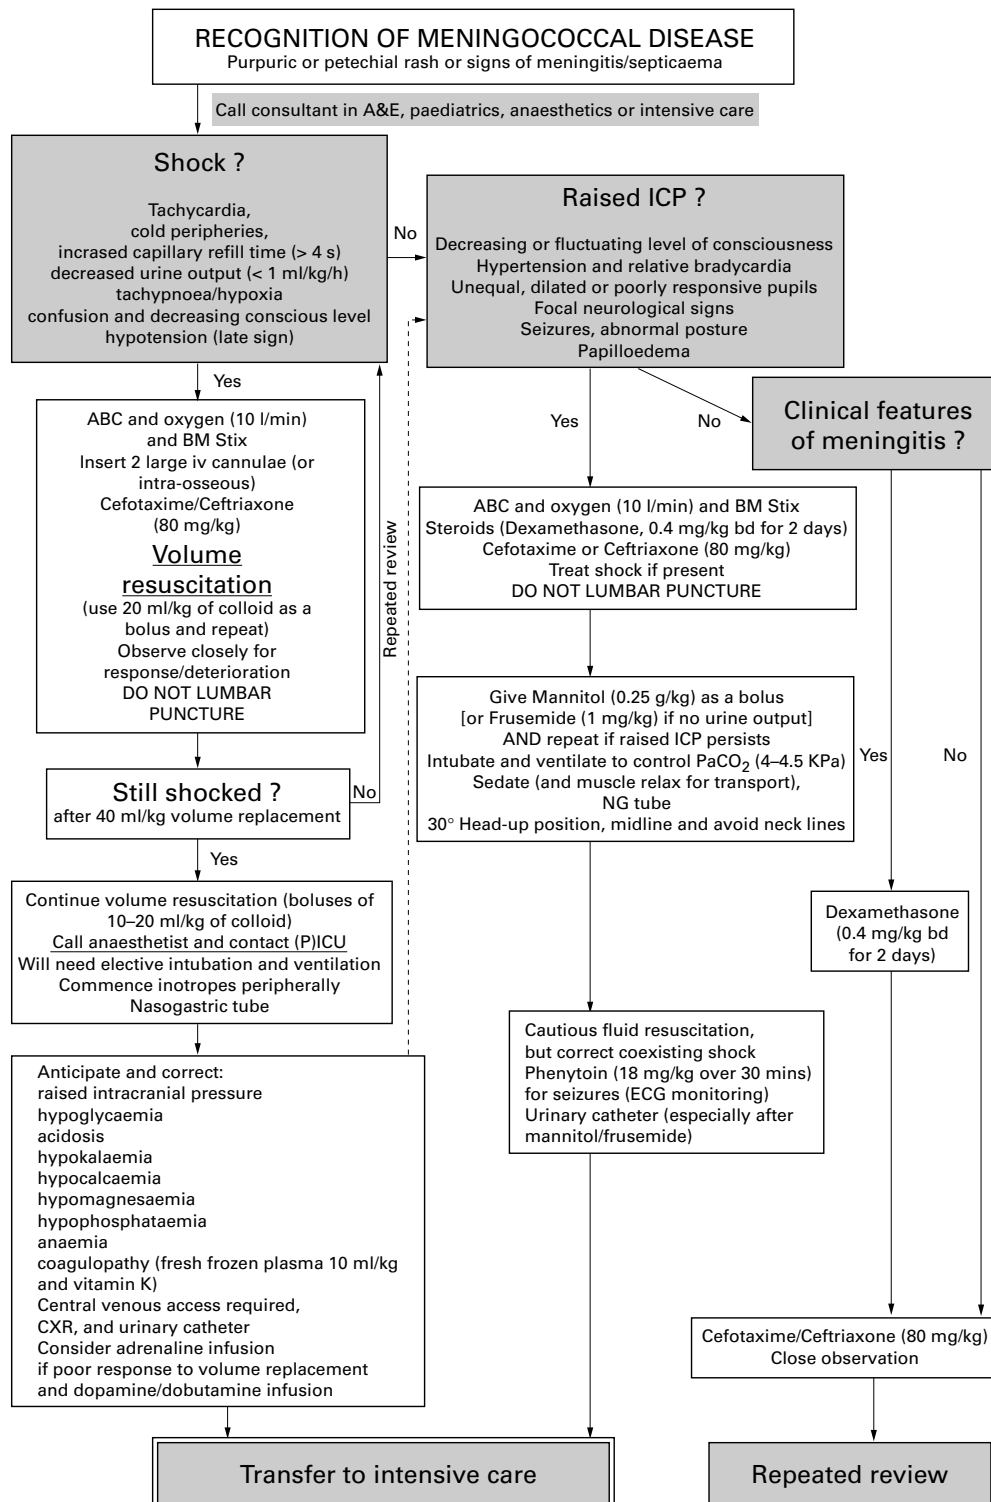 RECOGNITION OF MENINGOCOCCAL DISEASE
Purpuric or petechial rash or signs of meningitis/septicaema
Call consultant in A&E, paediatrics, anaesthetics or intensive care
Shock ?
Tachycardia,
cold peripheries,
incrased capillary refill time (> 4 s)
decreased urine output (< 1 ml/kg/h)
tachypnoea/hypoxia
confusion and decreasing conscious level
hypotension (late sign)
No
Raised ICP ?
Decreasing or fluctuating level of consciousness
Hypertension and relative bradycardia
Unequal, dilated or poorly responsive pupils
Focal neurological signs
Seizures, abnormal posture
Papilloedema
Yes
ABC and oxygen (10 l/min)
and BM Stix
Insert 2 large iv cannulae (or
intra-osseous)
Cefotaxime/Ceftriaxone
(80 mg/kg)
Volume
resuscitation
(use 20 ml/kg of colloid as a
bolus and repeat)
Observe closely for
response/deterioration
DO NOT LUMBAR
PUNCTURE
Repeated review
Still shocked ?
after 40 ml/kg volume replacement
No
Yes
Continue volume resuscitation (boluses of
10–20 ml/kg of colloid)
Call anaesthetist and contact (P)ICU
Will need elective intubation and ventilation
Commence inotropes peripherally
Nasogastric tube
Anticipate and correct:
raised intracranial pressure
hypoglycaemia
acidosis
hypokalaemia
hypocalcaemia
hypomagnesaemia
hypophosphataemia
anaemia
coagulopathy (fresh frozen plasma 10 ml/kg
and vitamin K)
Central venous access required,
CXR, and urinary catheter
Consider adrenaline infusion
if poor response to volume replacement
and dopamine/dobutamine infusion
Yes
No
Clinical features
of meningitis ?
ABC and oxygen (10 l/min) and BM Stix
Steroids (Dexamethasone, 0.4 mg/kg bd for 2 days)
Cefotaxime or Ceftriaxone (80 mg/kg)
Treat shock if present
DO NOT LUMBAR PUNCTURE
Give Mannitol (0.25 g/kg) as a bolus
[or Frusemide (1 mg/kg) if no urine output]
AND repeat if raised ICP persists
Intubate and ventilate to control PaCO2 (4–4.5 KPa)
Sedate (and muscle relax for transport),
NG tube
30° Head-up position, midline and avoid neck lines
Yes
No
Dexamethasone
(0.4 mg/kg bd
for 2 days)
Cautious fluid resuscitation,
but correct coexisting shock
Phenytoin (18 mg/kg over 30 mins)
for seizures (ECG monitoring)
Urinary catheter (especially after
mannitol/frusemide)
Cefotaxime/Ceftriaxone (80 mg/kg)
Close observation
Transfer to intensive care
Repeated review